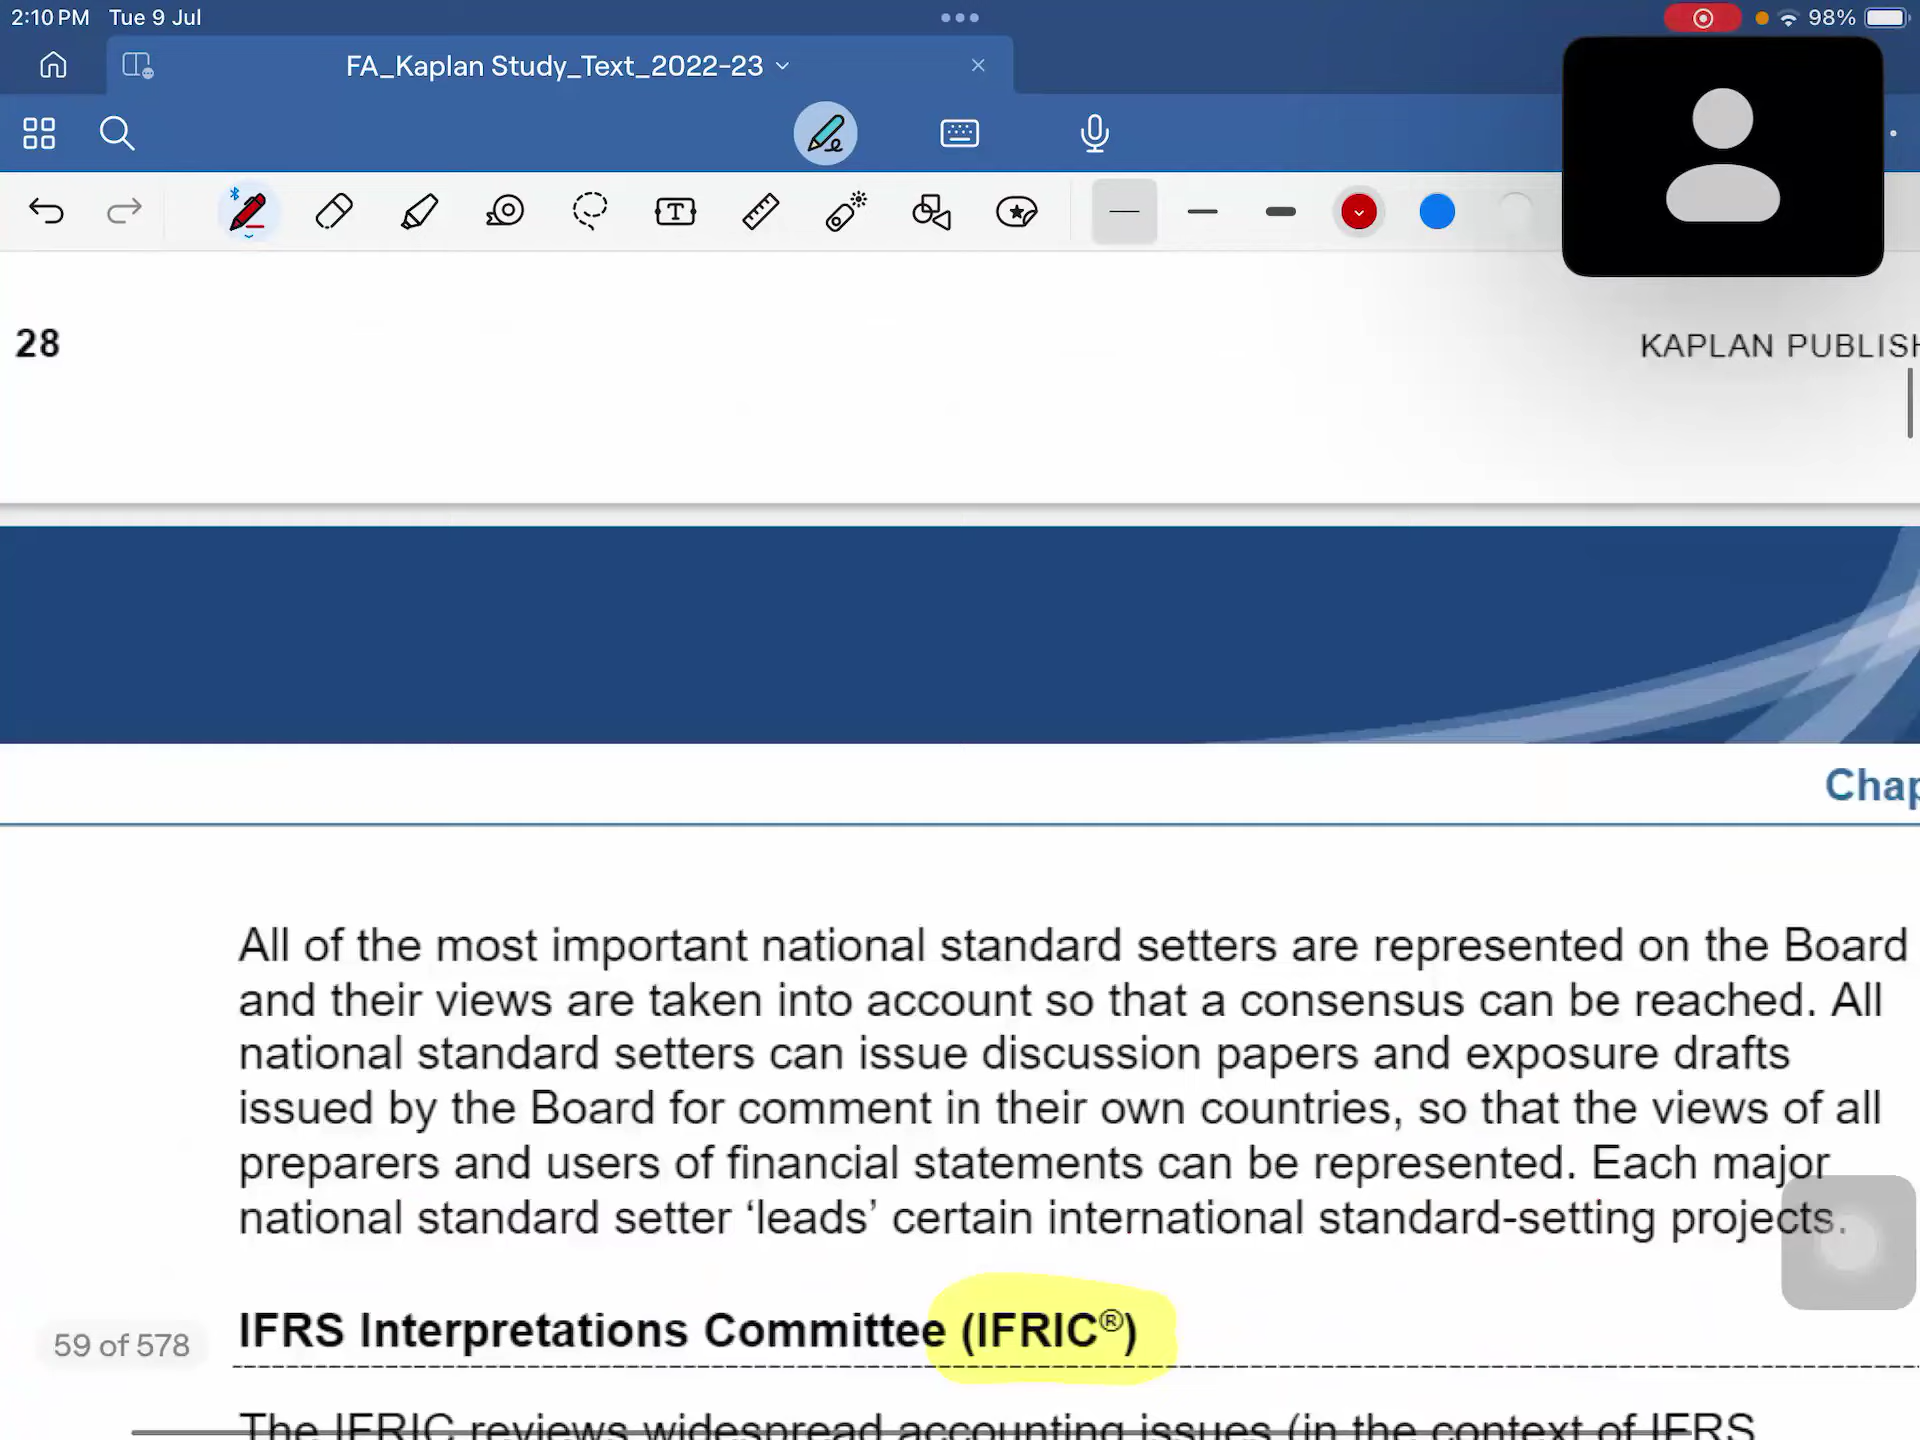 2:10 PM Tue 9 Jul
98%
FA_Kaplan Study_Text_2022-23
28
KAPLAN PUBLISH
Chap
All of the most important national standard setters are represented on the Board
and their views are taken into account so that a consensus can be reached. All
national standard setters can issue discussion papers and exposure drafts
issued by the Board for comment in their own countries, so that the views of all
preparers and users of financial statements can be represented. Each major
national standard setter ‘leads’ certain international standard-setting projects.
IFRS Interpretations Committee (IFRIC®)
59 of 578
The IFRIC reviews widespread accounting issues (in the context of IFRS